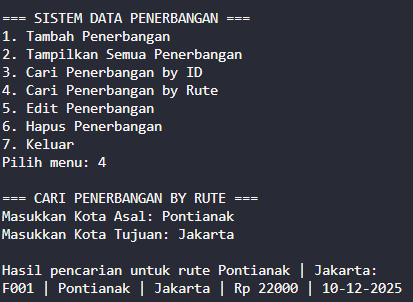 === SISTEM DATA PENERBANGAN ===
1. Tambah Penerbangan
2. Tampilkan Semua Penerbangan
3. Cari Penerbangan by ID
4. Cari Penerbangan by Rute
5. Edit Penerbangan
6. Hapus Penerbangan
7. Keluar
Pilih menu: 4
=== CARI PENERBANGAN BY RUTE ===
Masukkan Kota Asal: Pontianak
Masukkan Kota Tujuan: Jakarta
Hasil pencarian untuk rute Pontianak | Jakarta:
F001 | Pontianak | Jakarta | Rp 22000 | 10-12-2025